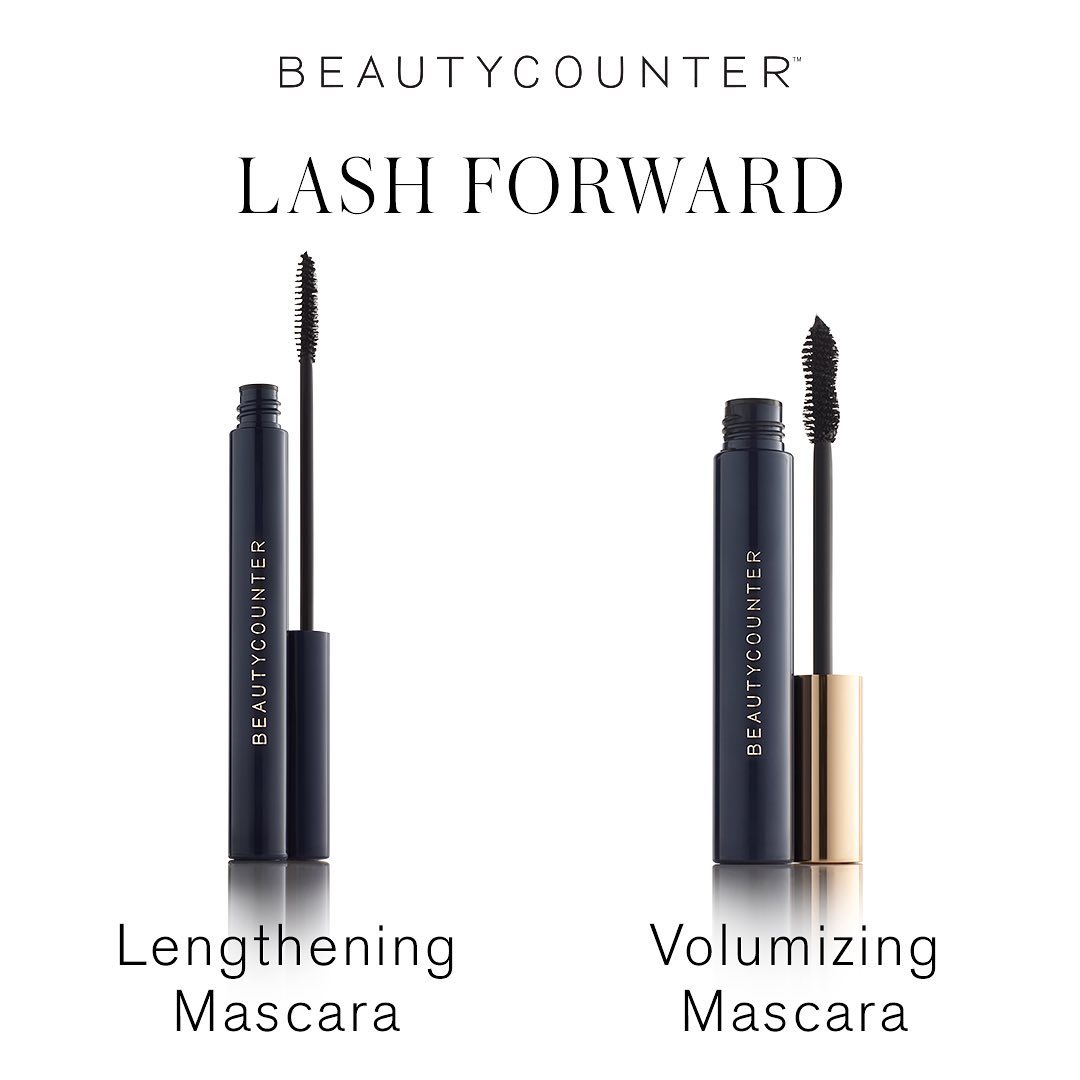 BEAUTYCOUNTER™
LASH FORWARD
BEAUTYCOUNTER
BEAUTYCOUNTER
Lengthening
Mascara
Volumizing
Mascara